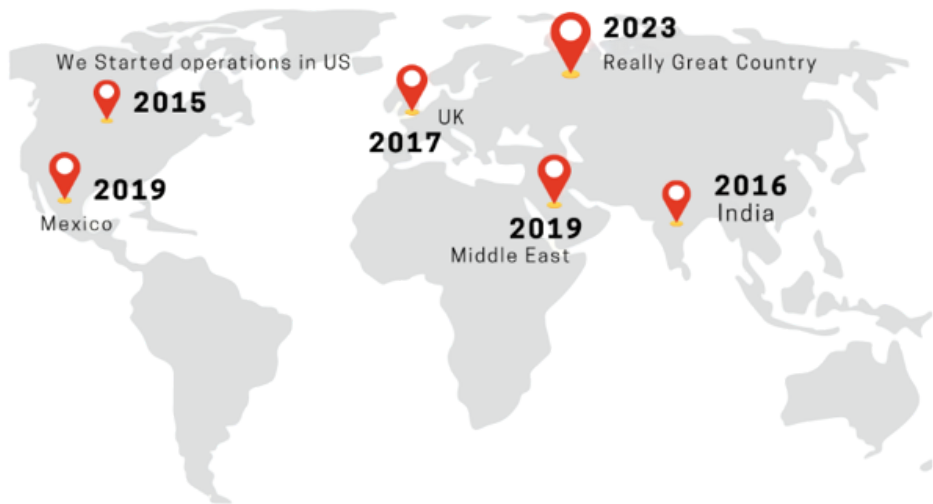 2023
Really Great Country
We Started operations in US
2015
UK
2017
2019
Mexico
2016
India
2019
Middle East